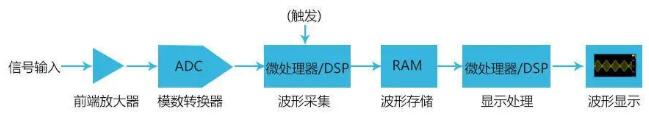 (触发)
信号输入
ADC
微处理器/DSP
RAM
微处理器/DSP
前端放大器
模数转换器
波形采集
波形存储
显示处理
波形显示